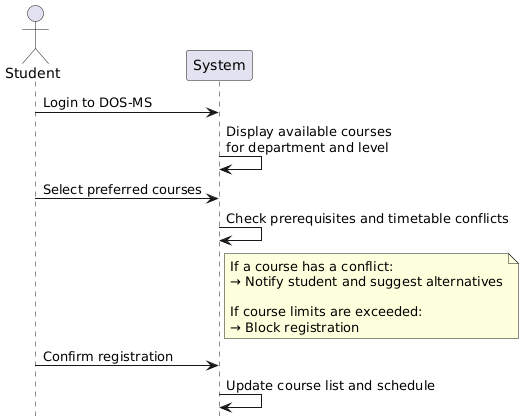 Student
System
Login to DOS-MS
Display available courses
for department and level
Select preferred courses
Check prerequisites and timetable conflicts
If a course has a conflict:
→ Notify student and suggest alternatives
If course limits are exceeded:
→ Block registration
Confirm registration
Update course list and schedule